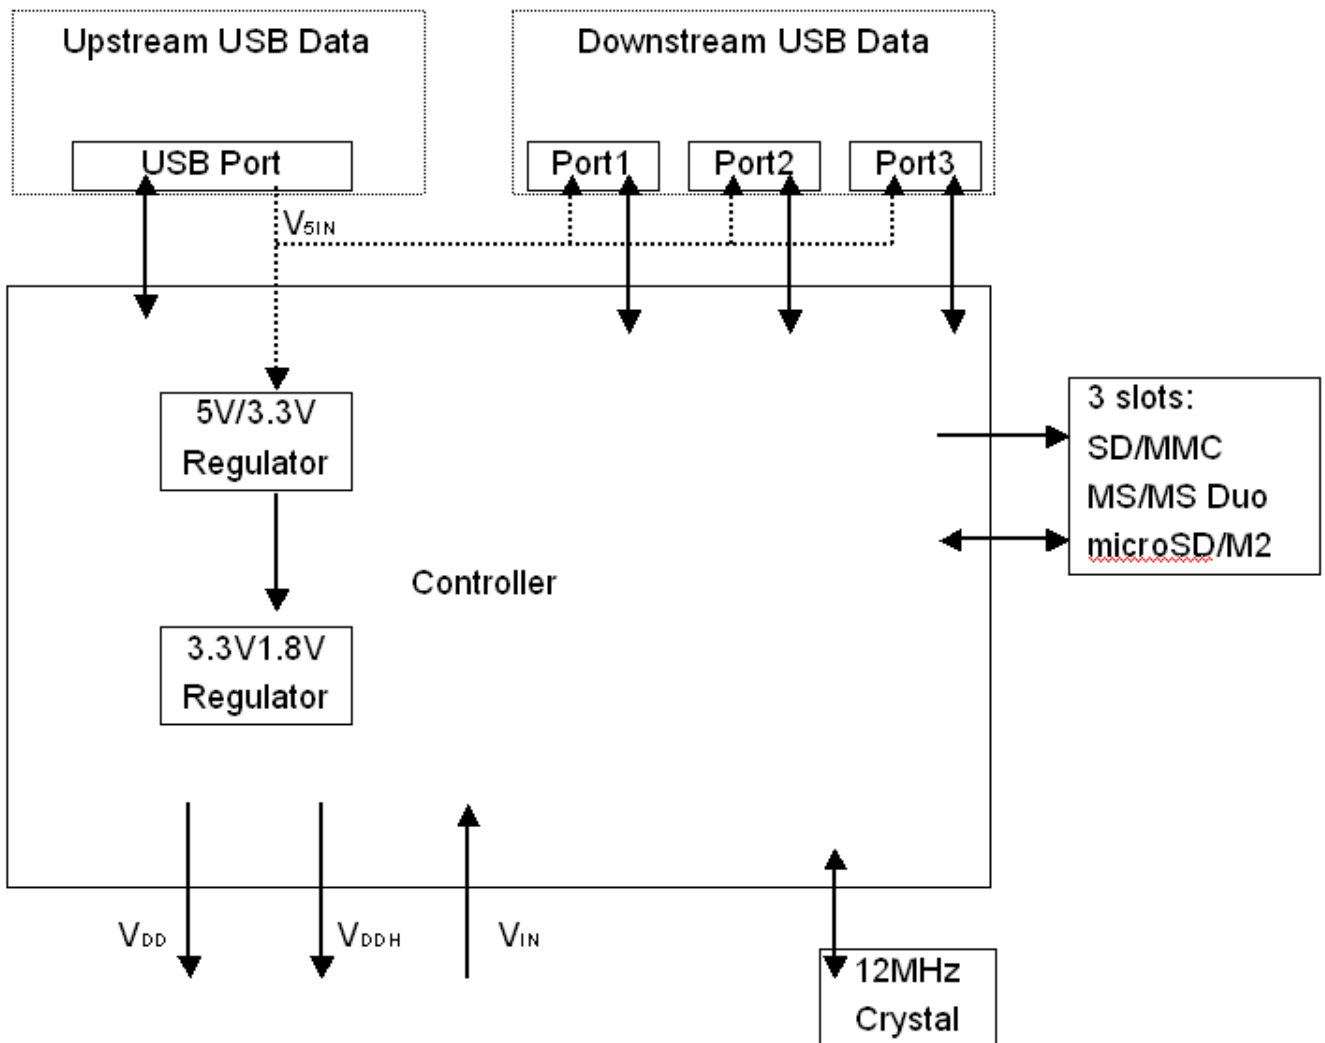 Upstream USB Data
Downstream USB Data
USB Port
Port1
Port2
Port3
V5IN
5V/3.3V
Regulator
3 slots:
SD/MMC
MS/MS Duo
microSD/M2
Controller
3.3V1.8V
Regulator
VDD
VDDH
VIN
12MHz
Crystal